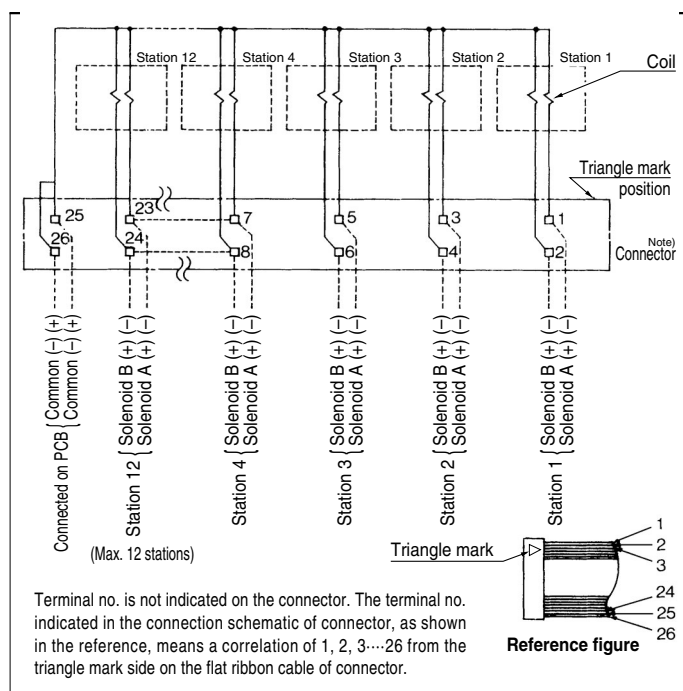 Station 12
Station 4
Station 3
Station 2
Station 1
Coil
Triangle mark
position
25
23
7
5
3
1
26
24
8
6
4
2
Note)
Connector
Connected on PCB
Common (–) (+)
Common (–) (+)
Station 12
Solenoid B (+) (–)
Solenoid A (+) (–)
Station 4
Solenoid B (+) (–)
Solenoid A (+) (–)
Station 3
Solenoid B (+) (–)
Solenoid A (+) (–)
Station 2
Solenoid B (+) (–)
Solenoid A (+) (–)
Station 1
Solenoid B (+) (–)
Solenoid A (+) (–)
(Max. 12 stations)
Triangle mark
1
2
3
24
25
26
Reference figure
Terminal no. is not indicated on the connector. The terminal no.
indicated in the connection schematic of connector, as shown
in the reference, means a correlation of 1, 2, 3····26 from the
triangle mark side on the flat ribbon cable of connector.